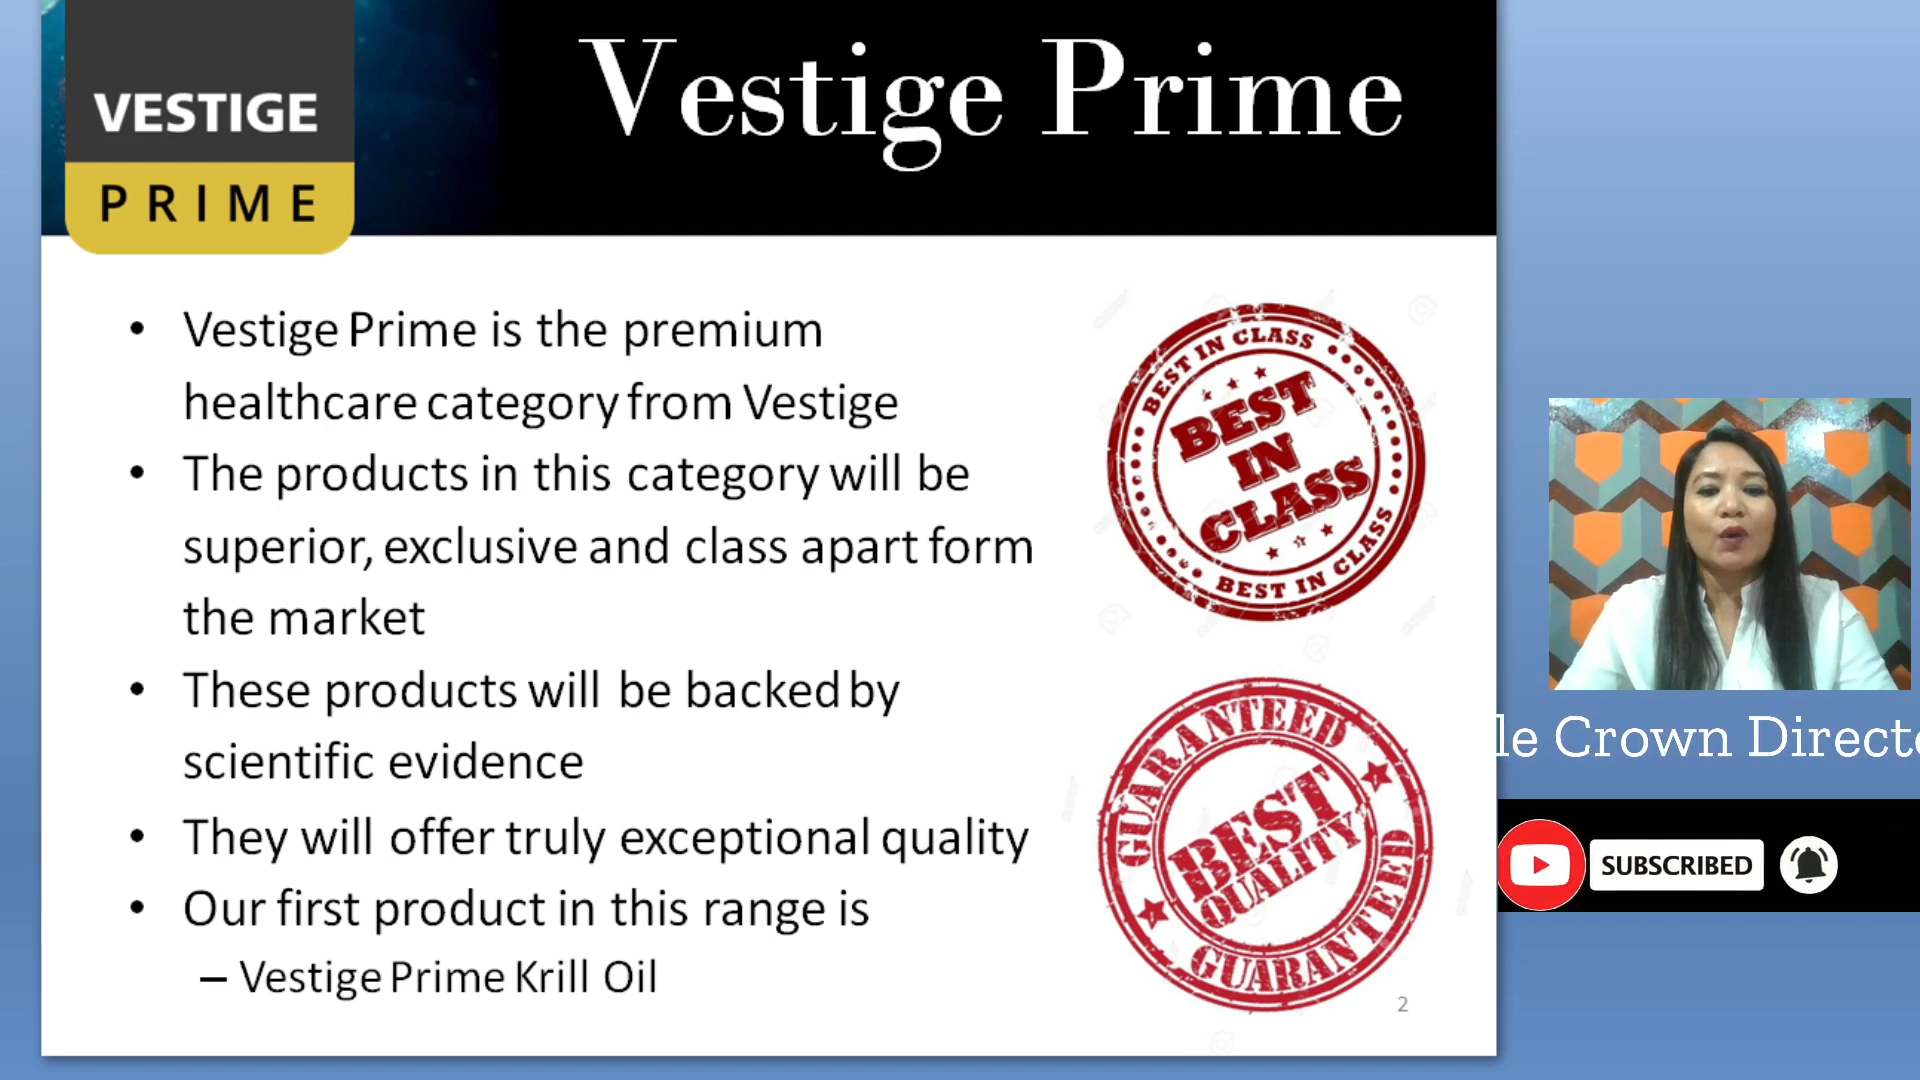 VESTIGE
PRIME
Vestige Prime
• Vestige Prime is the premium
healthcare category from Vestige
• The products in this category will be
superior, exclusive and class apart form
the market
• These products will be backed by
scientific evidence
• They will offer truly exceptional quality
• Our first product in this range is
– Vestige Prime Krill Oil
BEST IN CLASS
BEST
IN
CLASS
BEST IN CLASS
GUARANTEED
BEST
QUALITY
GUARANTEED
2
le Crown Direct
SUBSCRIBED